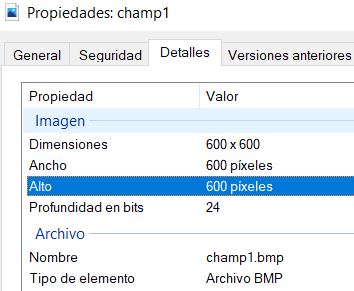 Propiedades: champ1
General Seguridad Detalles Versiones anteriores
Propiedad Valor
Imagen
Dimensiones 600 x 600
Ancho 600 píxeles
Alto 600 píxeles
Profundidad en bits 24
Archivo
Nombre champ1.bmp
Tipo de elemento Archivo BMP